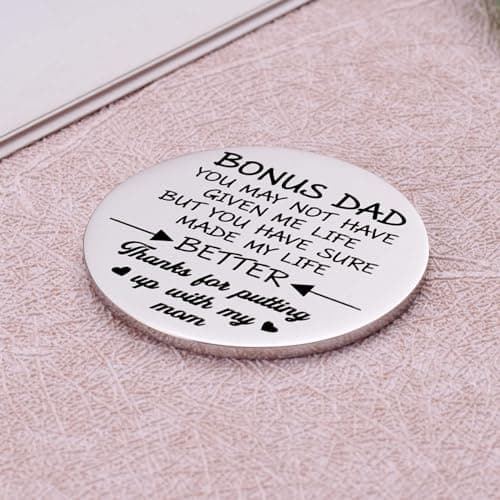 BONUS DAD
YOU MAY NOT HAVE
GIVEN ME LIFE
BUT YOU HAVE SURE
MADE MY LIFE
BETTER
Thanks for putting
up with my
mom